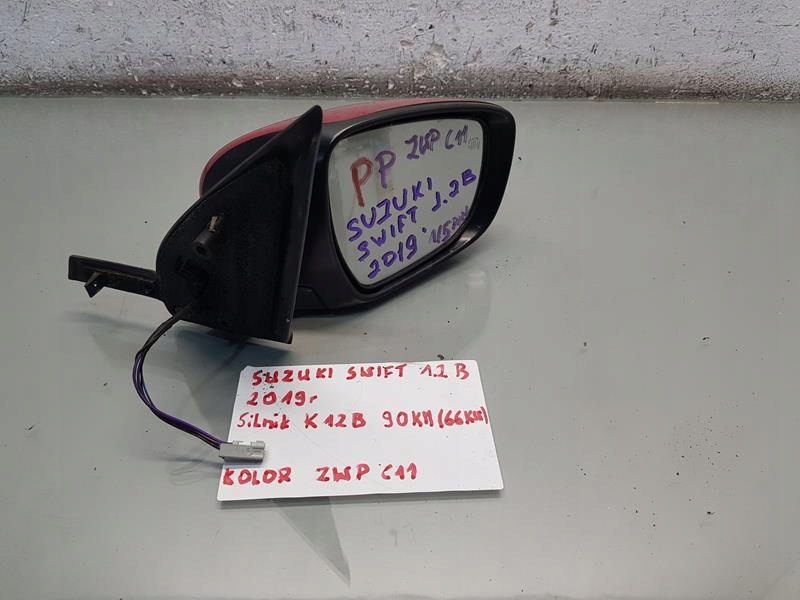 PP ZWP C11
SUZUKI
SWIFT 1.2B
2019.
SUZUKI SWIFT 1.2 B
2019r
Silnik K12B 90KM (66KW)
KOLOR ZWP C11